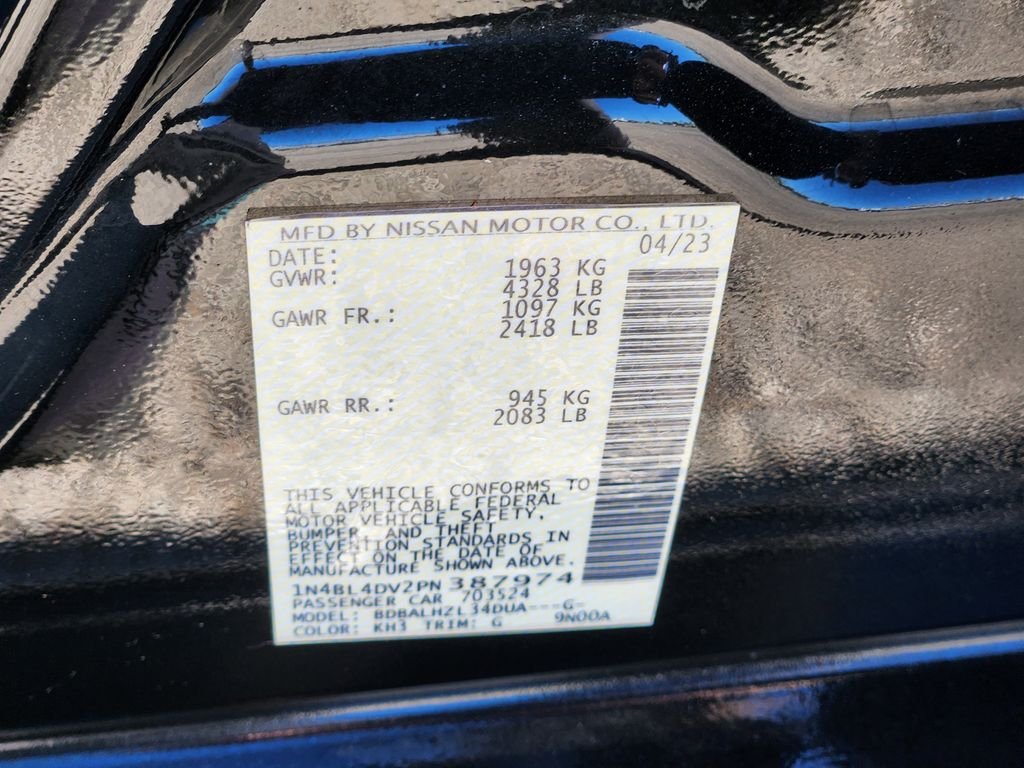 MFD BY NISSAN MOTOR CO., LTD.
DATE: 04/23
GVWR: 1963 KG
4328 LB
GAWR FR.: 1097 KG
2418 LB
GAWR RR.: 945 KG
2083 LB
THIS VEHICLE CONFORMS TO
ALL APPLICABLE FEDERAL
MOTOR VEHICLE SAFETY,
BUMPER, AND THEFT
PREVENTION STANDARDS IN
EFFECT ON THE DATE OF
MANUFACTURE SHOWN ABOVE.
1N4BL4DV2PN 387974
PASSENGER CAR 703524
MODEL: BDBALHZL34DUA---G-
COLOR: KH3 TRIM: G 9N00A